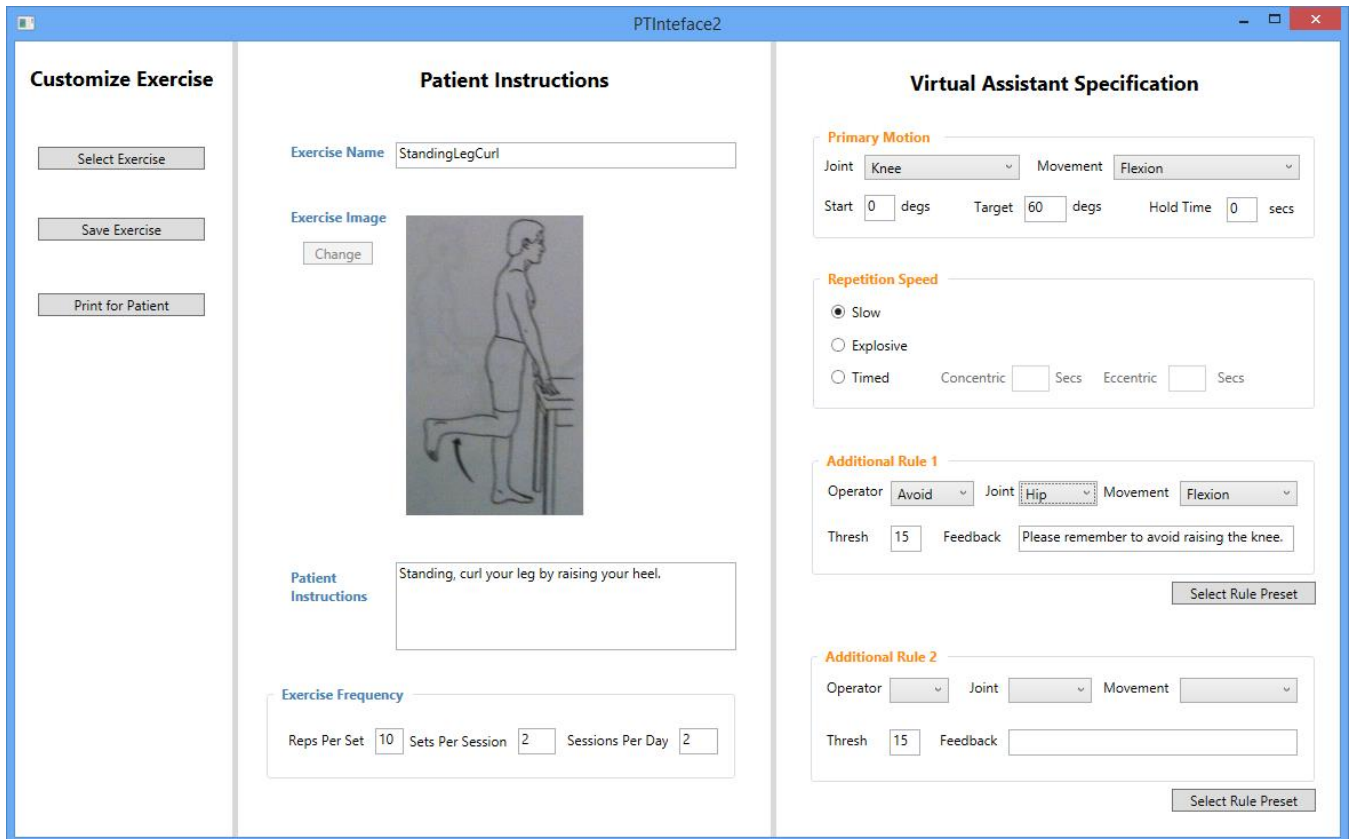 PTInteface2
Customize Exercise
Select Exercise
Save Exercise
Print for Patient
Patient Instructions
Exercise Name StandingLegCurl
Exercise Image
Change
Patient Instructions Standing, curl your leg by raising your heel.
Exercise Frequency
Reps Per Set 10 Sets Per Session 2 Sessions Per Day 2
Virtual Assistant Specification
Primary Motion
Joint Knee Movement Flexion
Start 0 degs Target 60 degs Hold Time 0 secs
Repetition Speed
Slow
Explosive
Timed Concentric Secs Eccentric Secs
Additional Rule 1
Operator Avoid Joint Hip Movement Flexion
Thresh 15 Feedback Please remember to avoid raising the knee.
Select Rule Preset
Additional Rule 2
Operator Joint Movement
Thresh 15 Feedback
Select Rule Preset